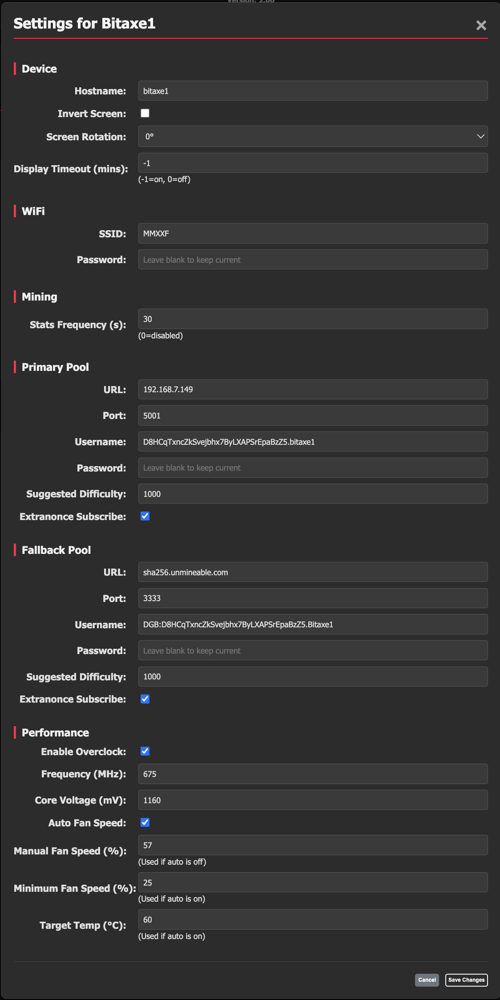 Version: 2.00
Settings for Bitaxe1
Device
Hostname: bitaxe1
Invert Screen:
Screen Rotation: 0°
Display Timeout (mins): -1
(-1=on, 0=off)
WiFi
SSID: MMXXF
Password: Leave blank to keep current
Mining
Stats Frequency (s): 30
(0=disabled)
Primary Pool
URL: 192.168.7.149
Port: 5001
Username: D8HCqTxncZkSvejbhx7ByLXAPSrEpaBzZ5.bitaxe1
Password: Leave blank to keep current
Suggested Difficulty: 1000
Extranonce Subscribe:
Fallback Pool
URL: sha256.unmineable.com
Port: 3333
Username: DGB:D8HCqTxncZkSvejbhx7ByLXAPSrEpaBzZ5.Bitaxe1
Password: Leave blank to keep current
Suggested Difficulty: 1000
Extranonce Subscribe:
Performance
Enable Overclock:
Frequency (MHz): 675
Core Voltage (mV): 1160
Auto Fan Speed:
Manual Fan Speed (%): 57
(Used if auto is off)
Minimum Fan Speed (%): 25
(Used if auto is on)
Target Temp (°C): 60
(Used if auto is on)
Cancel Save Changes